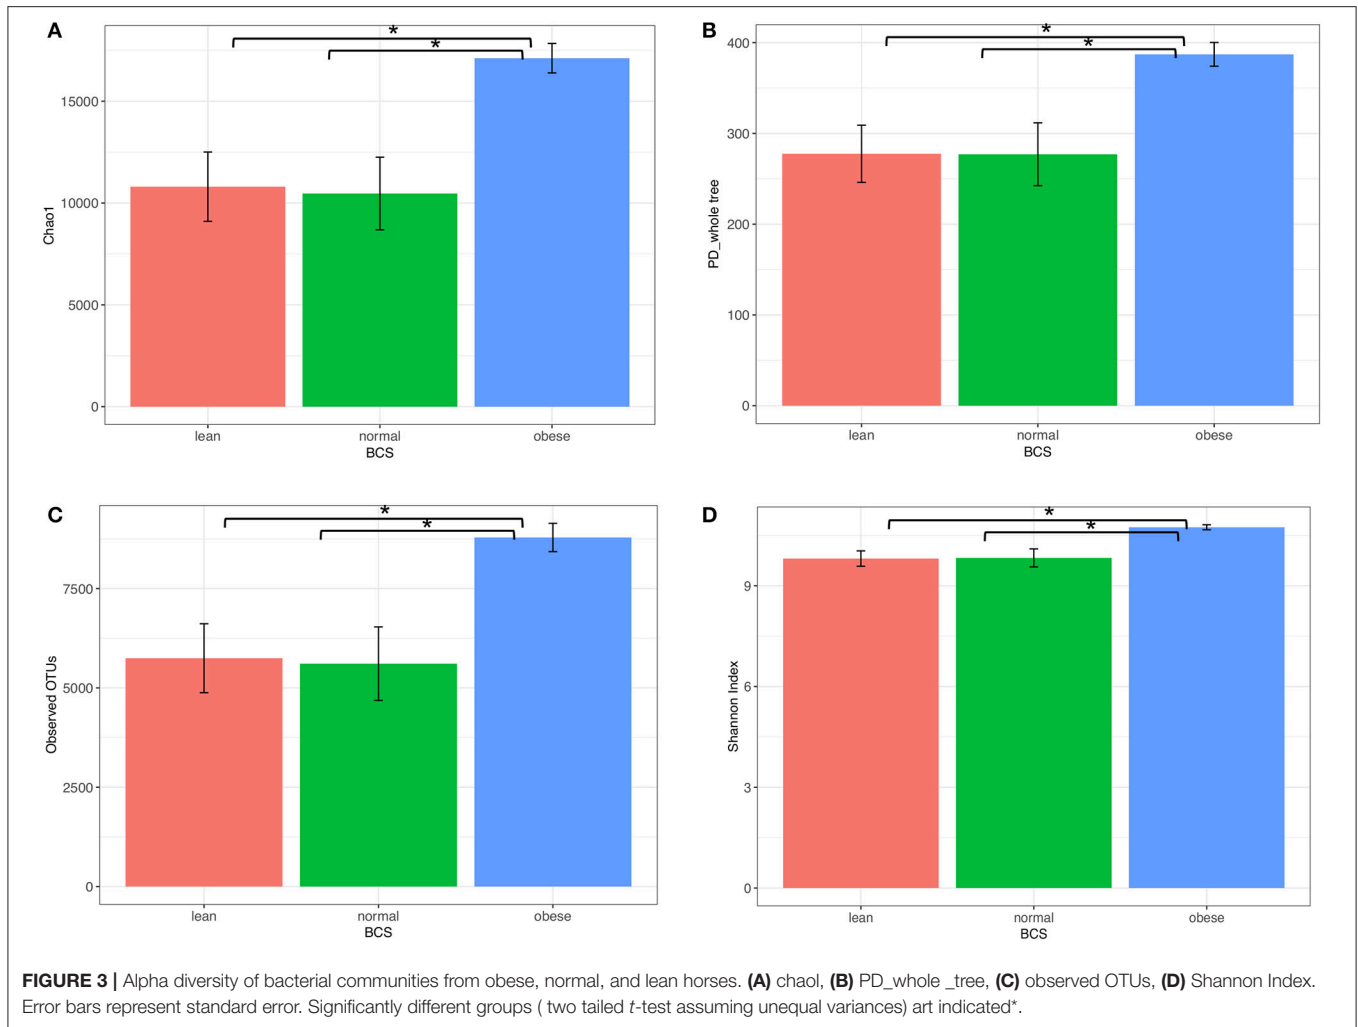 A
*
*
15000
10000
5000
0
Chao1
lean normal obese
BCS
B
*
*
400
300
200
100
0
PD_whole tree
lean normal obese
BCS
C
*
*
7500
5000
2500
0
Observed OTUs
lean normal obese
BCS
D
*
*
9
6
3
0
Shannon Index
lean normal obese
BCS
FIGURE 3 | Alpha diversity of bacterial communities from obese, normal, and lean horses. (A) chaol, (B) PD_whole _tree, (C) observed OTUs, (D) Shannon Index.
Error bars represent standard error. Significantly different groups ( two tailed t-test assuming unequal variances) art indicated*.